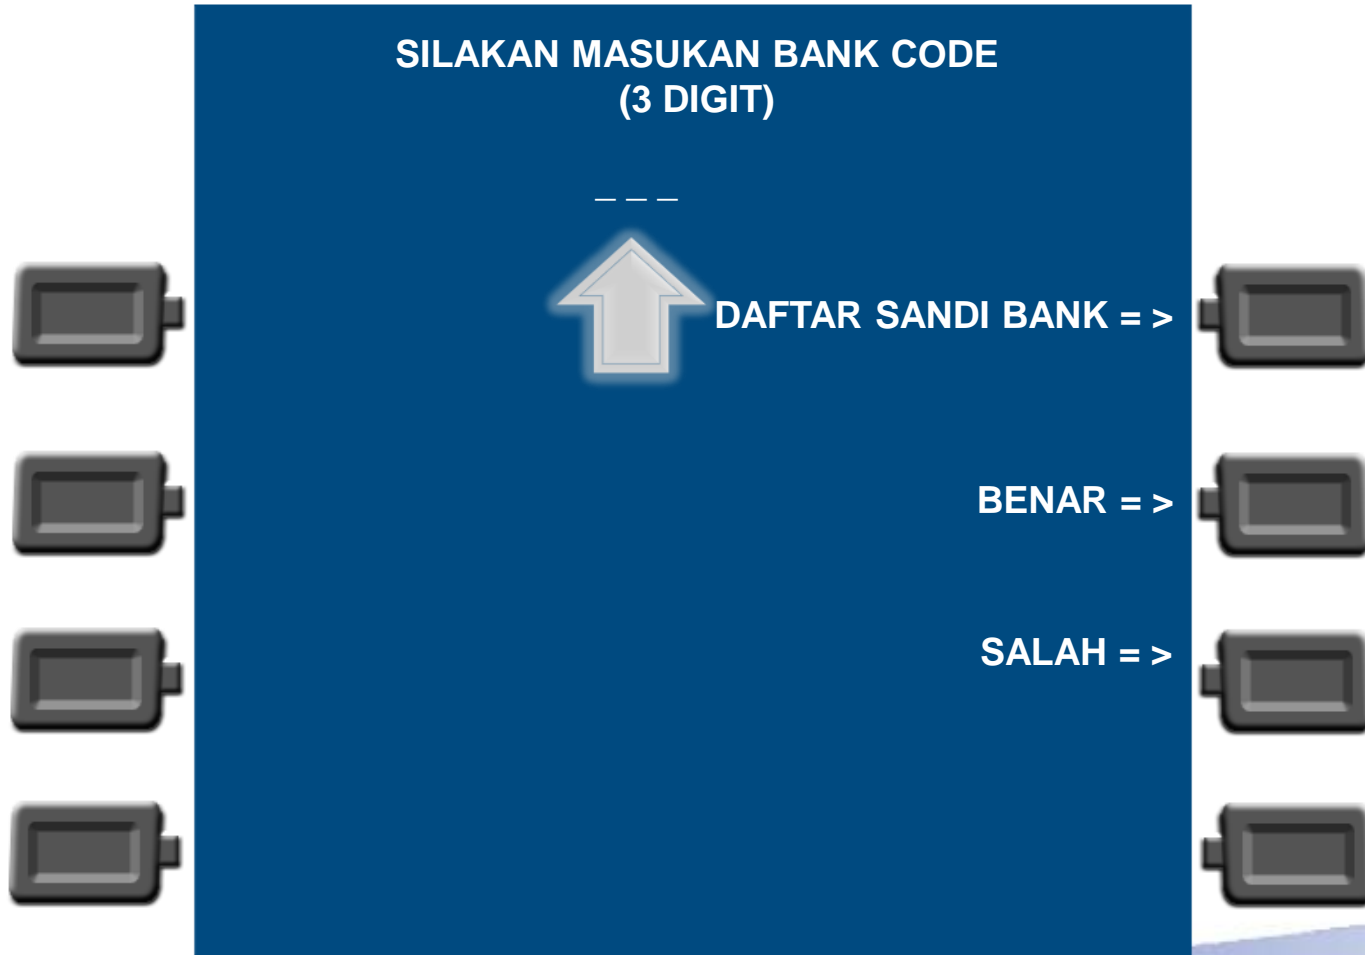 SILAKAN MASUKAN BANK CODE
(3 DIGIT)
_ _ _
DAFTAR SANDI BANK = >
BENAR = >
SALAH = >